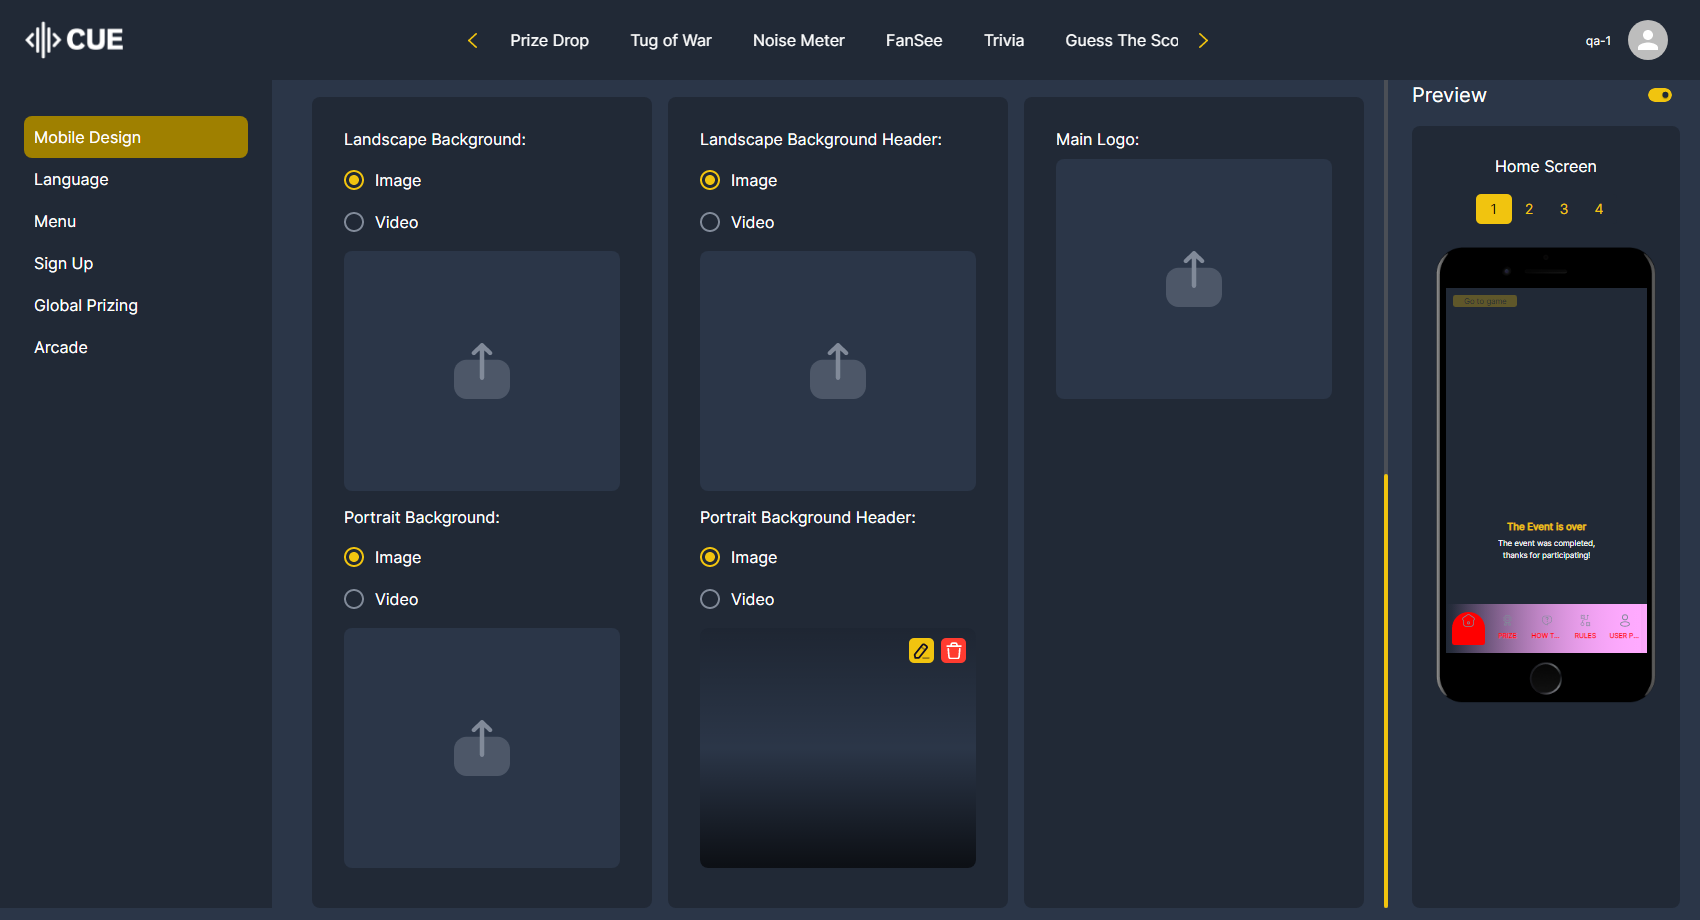 CUE
Prize Drop
Tug of War
Noise Meter
FanSee
Trivia
Guess The Sco
qa-1
Mobile Design
Language
Menu
Sign Up
Global Prizing
Arcade
Landscape Background:
Image
Video
Portrait Background:
Image
Video
Landscape Background Header:
Image
Video
Portrait Background Header:
Image
Video
Main Logo:
Preview
Home Screen
1 2 3 4
Go to game
The Event is over
The event was completed,
thanks for participating!
PRIZE HOW T... RULES USER P...